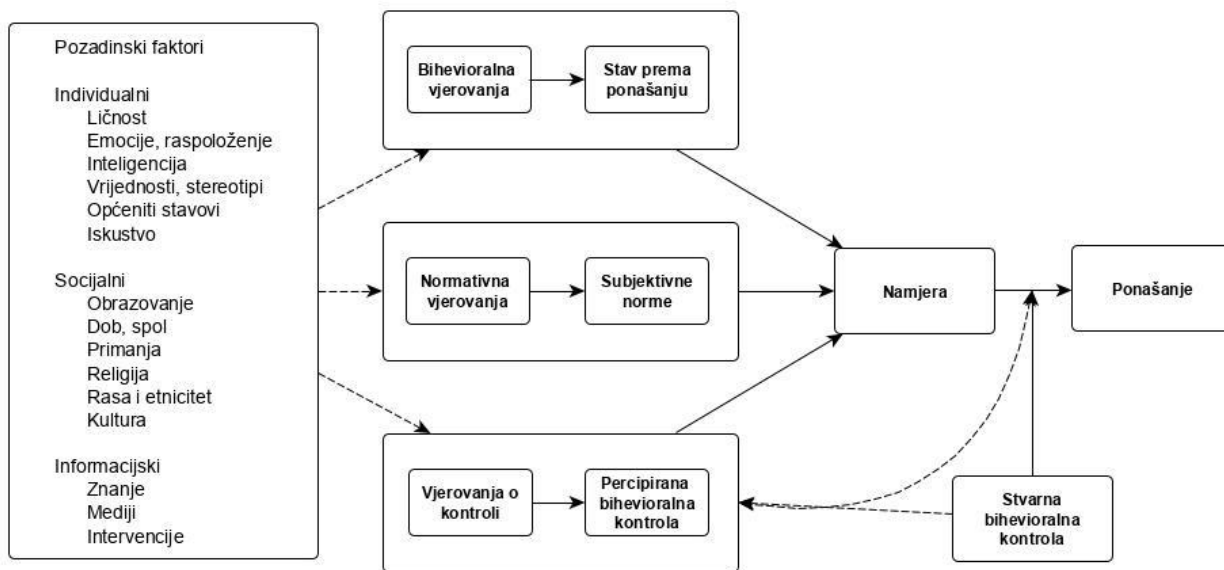 Pozadinski faktori
Individualni
Ličnost
Emocije, raspoloženje
Inteligencija
Vrijednosti, stereotipi
Općeniti stavovi
Iskustvo
Socijalni
Obrazovanje
Dob, spol
Primanja
Religija
Rasa i etnicitet
Kultura
Informacijski
Znanje
Mediji
Intervencije
Bihevioralna
vjerovanja
Stav prema
ponašanju
Normativna
vjerovanja
Subjektivne
norme
Vjerovanja o
kontroli
Percipirana
bihevioralna
kontrola
Namjera
Ponašanje
Stvarna
bihevioralna
kontrola